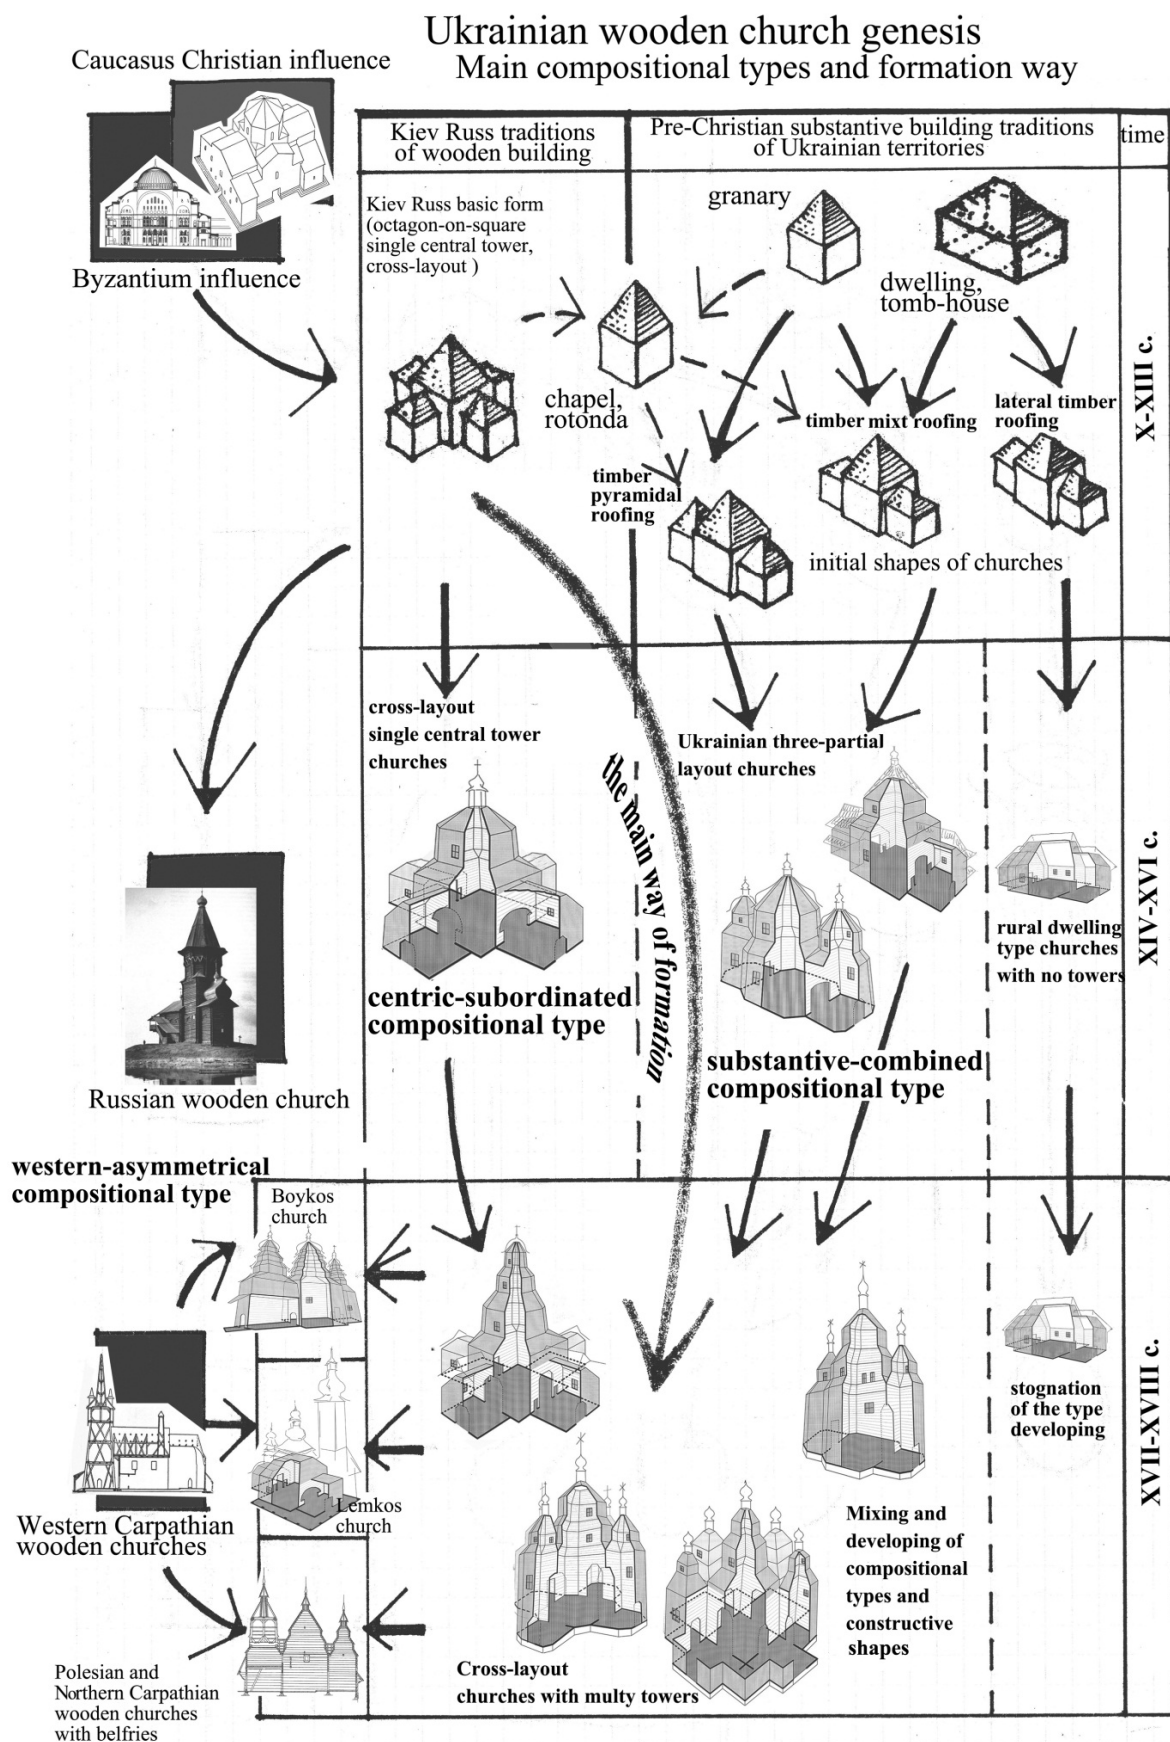 Ukrainian wooden church genesis
Main compositional types and formation way
Caucasus Christian influence
Byzantium influence
Kiev Russ traditions
of wooden building
Pre-Christian substantive building traditions
of Ukrainian territories
time
Kiev Russ basic form
(octagon-on-square
single central tower,
cross-layout )
granary
dwelling,
tomb-house
chapel,
rotonda
timber mixt roofing
lateral timber
roofing
timber
pyramidal
roofing
initial shapes of churches
X-XIII c.
cross-layout
single central tower
churches
the main way of formation
Ukrainian three-partial
layout churches
rural dwelling
type churches
with no towers
XIV-XVI c.
centric-subordinated
compositional type
substantive-combined
compositional type
Russian wooden church
western-asymmetrical
compositional type
Boykos
church
Lemkos
church
Western Carpathian
wooden churches
Polesian and
Northern Carpathian
wooden churches
with belfries
stognation
of the type
developing
Mixing and
developing of
compositional
types and
constructive
shapes
Cross-layout
churches with multy towers
XVII-XVIII c.